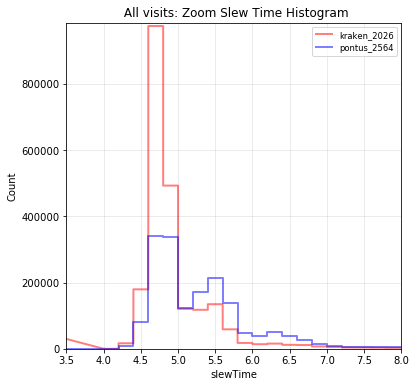 All visits: Zoom Slew Time Histogram
kraken_2026
pontus_2564
800000
600000
400000
200000
0
Count
3.5 4.0 4.5 5.0 5.5 6.0 6.5 7.0 7.5 8.0
slewTime